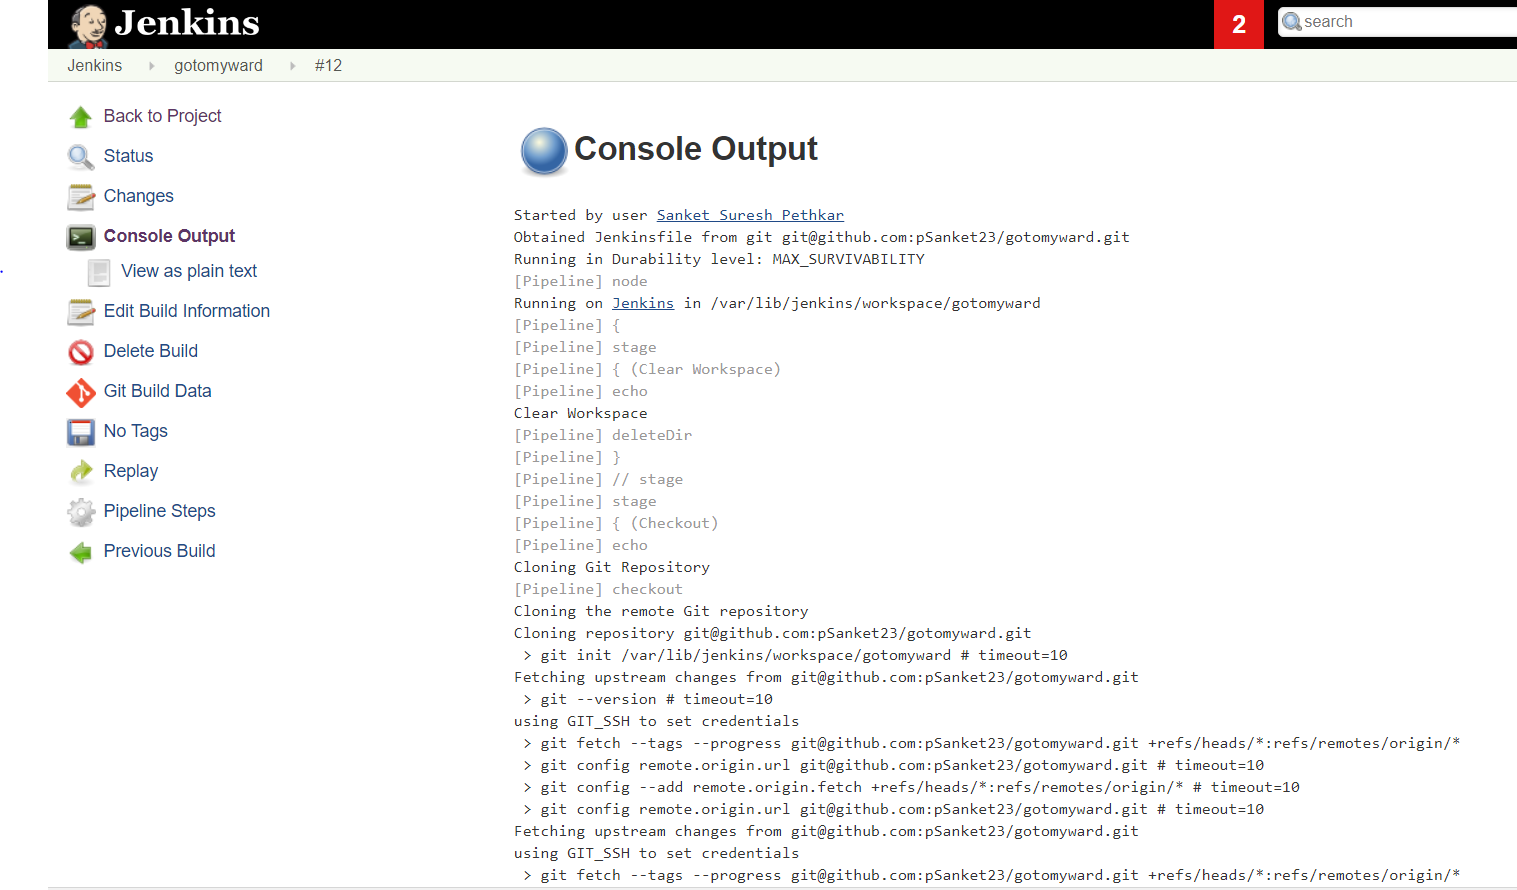 Jenkins
2
search
Jenkins
gotomyward
#12
Back to Project
Status
Changes
Console Output
View as plain text
Edit Build Information
Delete Build
Git Build Data
No Tags
Replay
Pipeline Steps
Previous Build
Console Output
Started by user Sanket Suresh Pethkar
Obtained Jenkinsfile from git git@github.com:pSanket23/gotomyward.git
Running in Durability level: MAX_SURVIVABILITY
[Pipeline] node
Running on Jenkins in /var/lib/jenkins/workspace/gotomyward
[Pipeline] {
[Pipeline] stage
[Pipeline] { (Clear Workspace)
[Pipeline] echo
Clear Workspace
[Pipeline] deleteDir
[Pipeline] }
[Pipeline] // stage
[Pipeline] stage
[Pipeline] { (Checkout)
[Pipeline] echo
Cloning Git Repository
[Pipeline] checkout
Cloning the remote Git repository
Cloning repository git@github.com:pSanket23/gotomyward.git
> git init /var/lib/jenkins/workspace/gotomyward # timeout=10
Fetching upstream changes from git@github.com:pSanket23/gotomyward.git
> git --version # timeout=10
using GIT_SSH to set credentials
> git fetch --tags --progress git@github.com:pSanket23/gotomyward.git +refs/heads/*:refs/remotes/origin/*
> git config remote.origin.url git@github.com:pSanket23/gotomyward.git # timeout=10
> git config --add remote.origin.fetch +refs/heads/*:refs/remotes/origin/* # timeout=10
> git config remote.origin.url git@github.com:pSanket23/gotomyward.git # timeout=10
Fetching upstream changes from git@github.com:pSanket23/gotomyward.git
using GIT_SSH to set credentials
> git fetch --tags --progress git@github.com:pSanket23/gotomyward.git +refs/heads/*:refs/remotes/origin/*